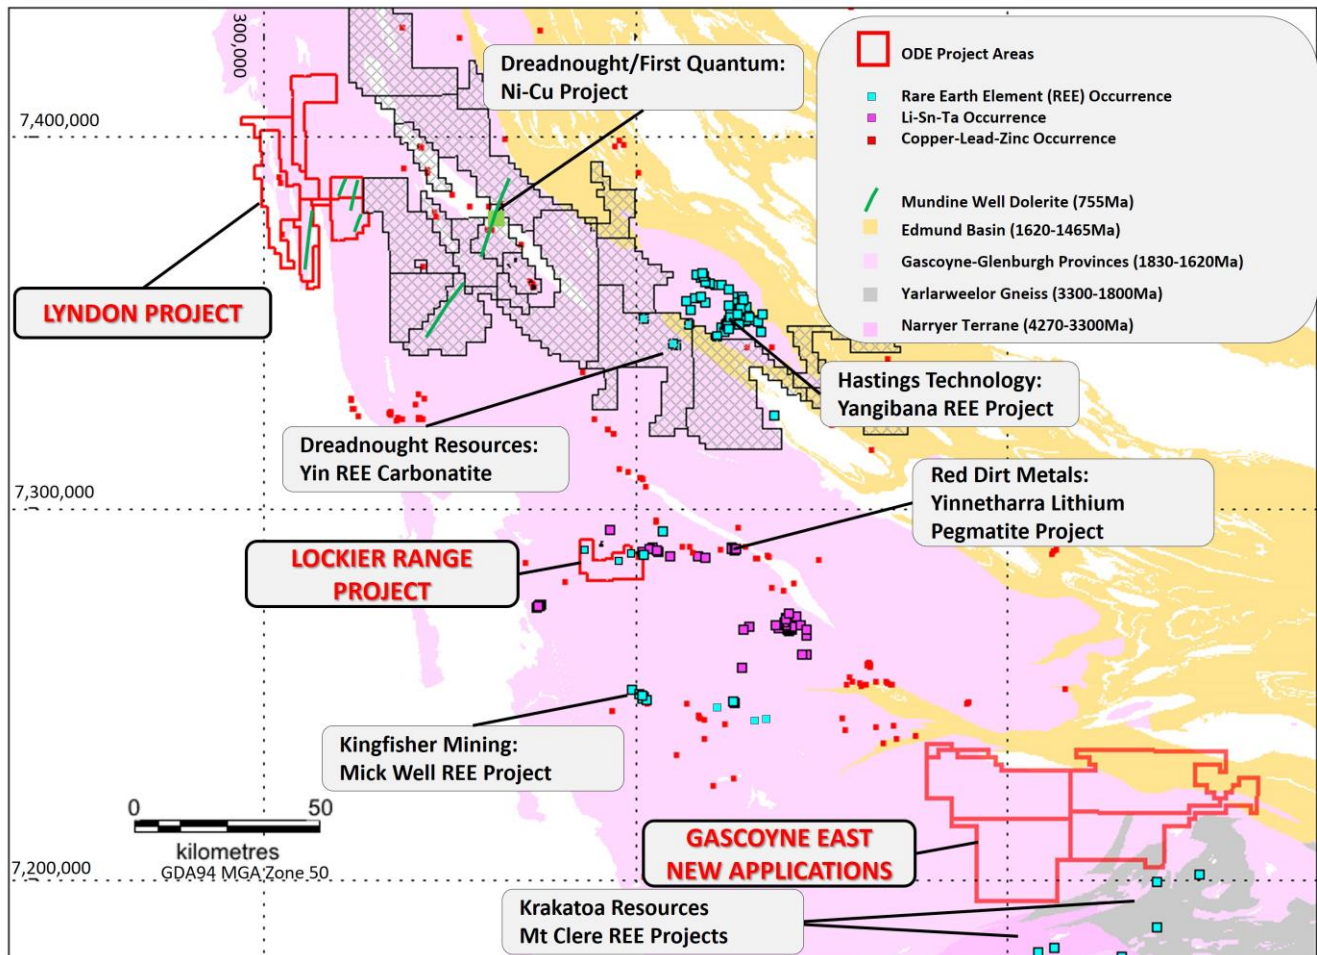 300,000
Dreadnought/First Quantum:
Ni-Cu Project
ODE Project Areas
Rare Earth Element (REE) Occurrence
Li-Sn-Ta Occurrence
Copper-Lead-Zinc Occurrence
Mundine Well Dolerite (755Ma)
Edmund Basin (1620-1465Ma)
Gascoyne-Glenburgh Provinces (1830-1620Ma)
Yarlarweelor Gneiss (3300-1800Ma)
Narryer Terrane (4270-3300Ma)
7,400,000
LYNDON PROJECT
Hastings Technology:
Yangibana REE Project
Dreadnought Resources:
Yin REE Carbonatite
7,300,000
Red Dirt Metals:
Yinnetharra Lithium
Pegmatite Project
LOCKIER RANGE
PROJECT
Kingfisher Mining:
Mick Well REE Project
0 50
kilometres
GDA94 MGA Zone 50
GASCOYNE EAST
NEW APPLICATIONS
7,200,000
Krakatoa Resources
Mt Clere REE Projects